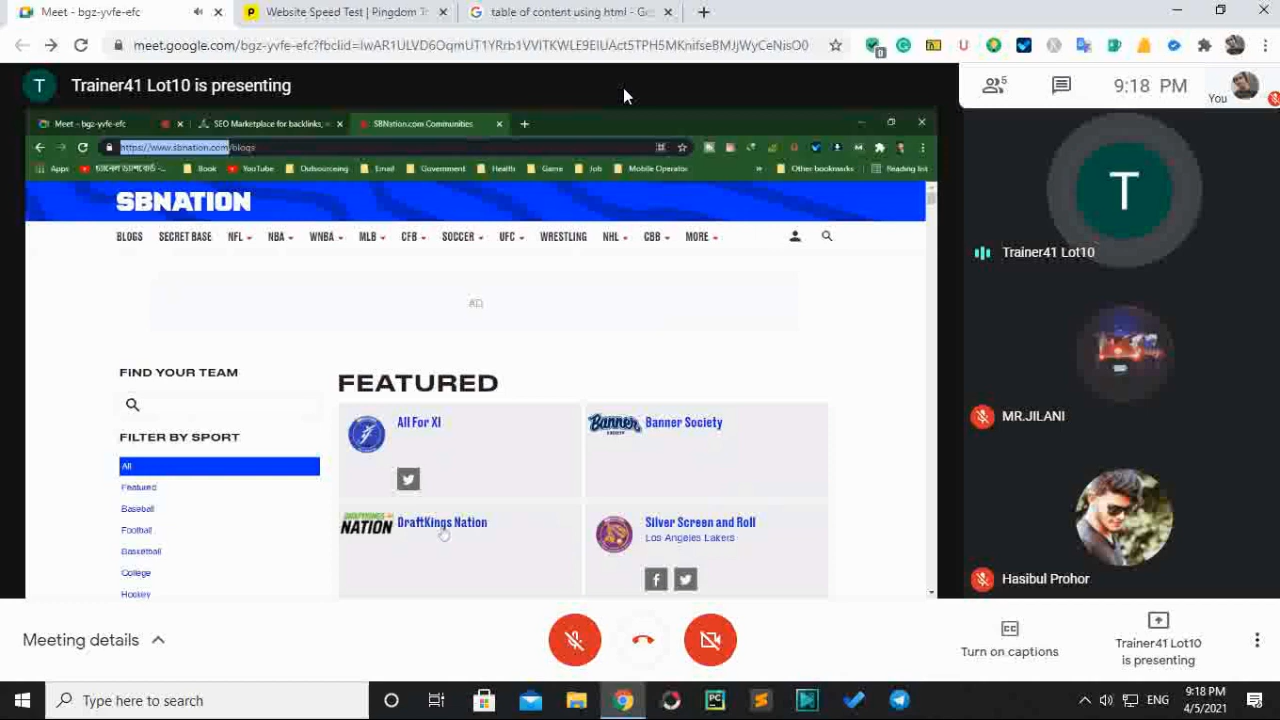 Meet - bgz-yvfe-efc
Website Speed Test | Pingdom T
table of content using html - Go
meet.google.com/bgz-yvfe-efc?fbclid=IwAR1ULVD6OqmUT1YRrb1VVITKWLE9EIUAct5TPH5MKnifseBMJjWyCeNisO0
T Trainer41 Lot10 is presenting
5
9:18 PM
You
Meet - bgz-yvfe-efc
SEO Marketplace for backlinks,
SBNation.com Communities
https://www.sbnation.com/blogs
Apps
Book
YouTube
Outsourcing
Email
Government
Health
Game
Job
Mobile Operator
»
Other bookmarks
Reading list
SBNATION
BLOGS SECRET BASE NFL NBA WNBA MLB CFB SOCCER UFC WRESTLING NHL CBB MORE
AD
FIND YOUR TEAM
FILTER BY SPORT
All
Featured
Baseball
Football
Basketball
College
Hockey
FEATURED
All For XI
Banner Society
DraftKings Nation
Silver Screen and Roll
Los Angeles Lakers
T
Trainer41 Lot10
MR.JILANI
Hasibul Prohor
Meeting details
CC
Turn on captions
Trainer41 Lot10
is presenting
Type here to search
PC
ENG
9:18 PM
4/5/2021